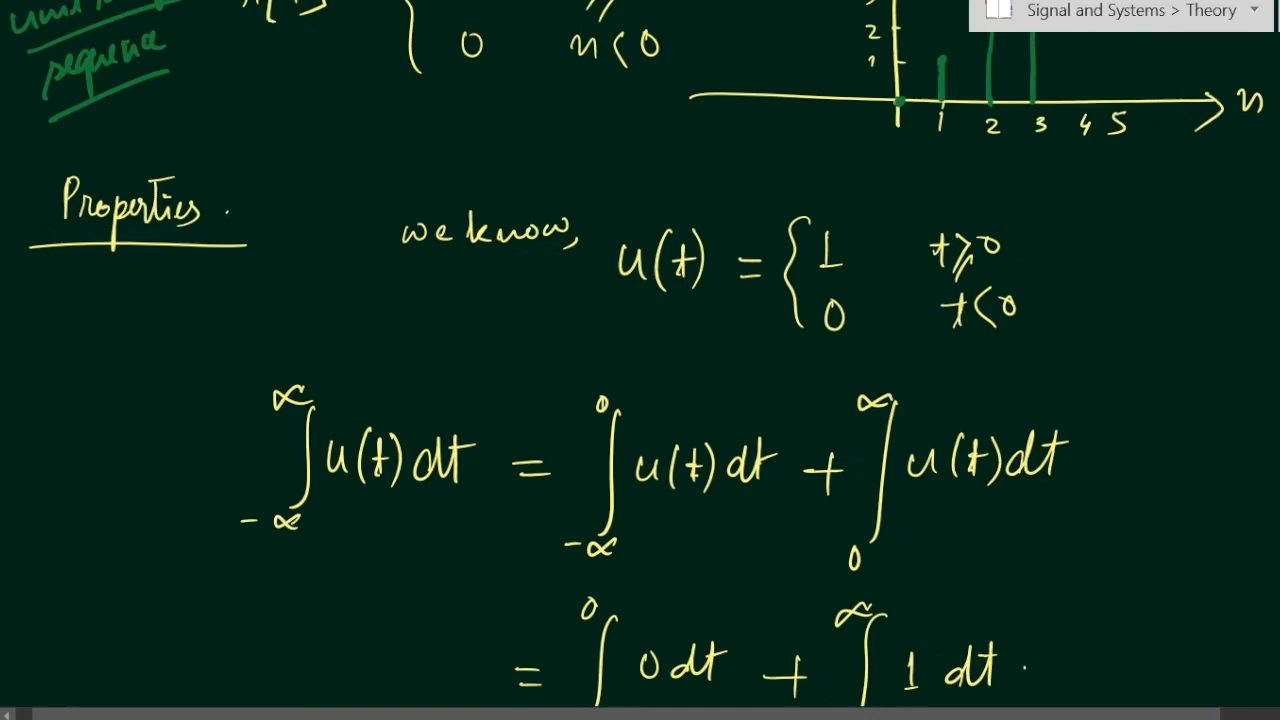 Signal and Systems > Theory
2
0 n<0
sequence
1
n
1 2 3 4 5
Properties.
we know, u(t) = { 1 t⩾0
0 t<0
∫_{-∞}^{∞} u(t)dt = ∫_{-∞}^{0} u(t)dt + ∫_{0}^{∞} u(t)dt
= ∫^{0} 0 dt + ∫^{∞} 1 dt.